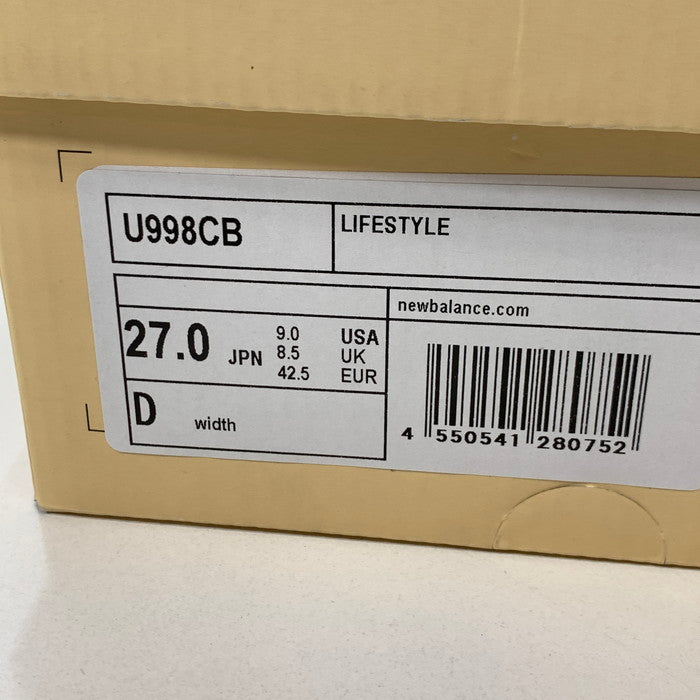 U998CB
LIFESTYLE
newbalance.com
27.0 JPN
9.0 USA
8.5 UK
42.5 EUR
D width
4 550541 280752